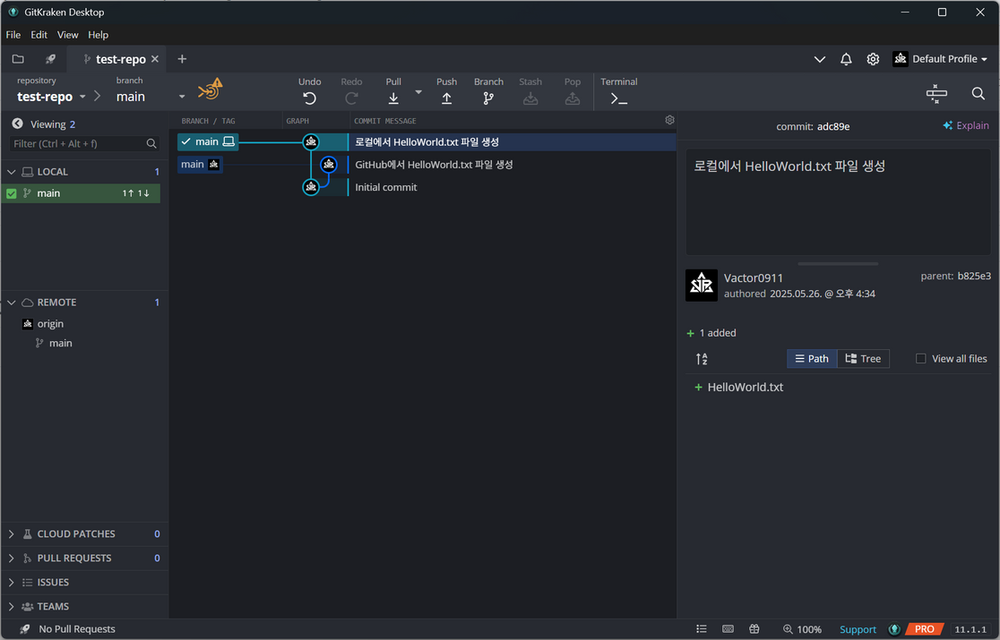 GitKraken Desktop
File Edit View Help
test-repo
Default Profile
repository
test-repo
branch
main
Undo
Redo
Pull
Push
Branch
Stash
Pop
Terminal
Viewing 2
Filter (Ctrl + Alt + f)
LOCAL 1
main 1↑ 1↓
REMOTE 1
origin
main
CLOUD PATCHES 0
PULL REQUESTS 0
ISSUES
TEAMS
BRANCH / TAG GRAPH COMMIT MESSAGE
main 로컬에서 HelloWorld.txt 파일 생성
main GitHub에서 HelloWorld.txt 파일 생성
Initial commit
commit: adc89e
Explain
로컬에서 HelloWorld.txt 파일 생성
Vactor0911
authored 2025.05.26. @ 오후 4:34
parent: b825e3
+ 1 added
Path
Tree
View all files
+ HelloWorld.txt
No Pull Requests
100%
Support
PRO
11.1.1